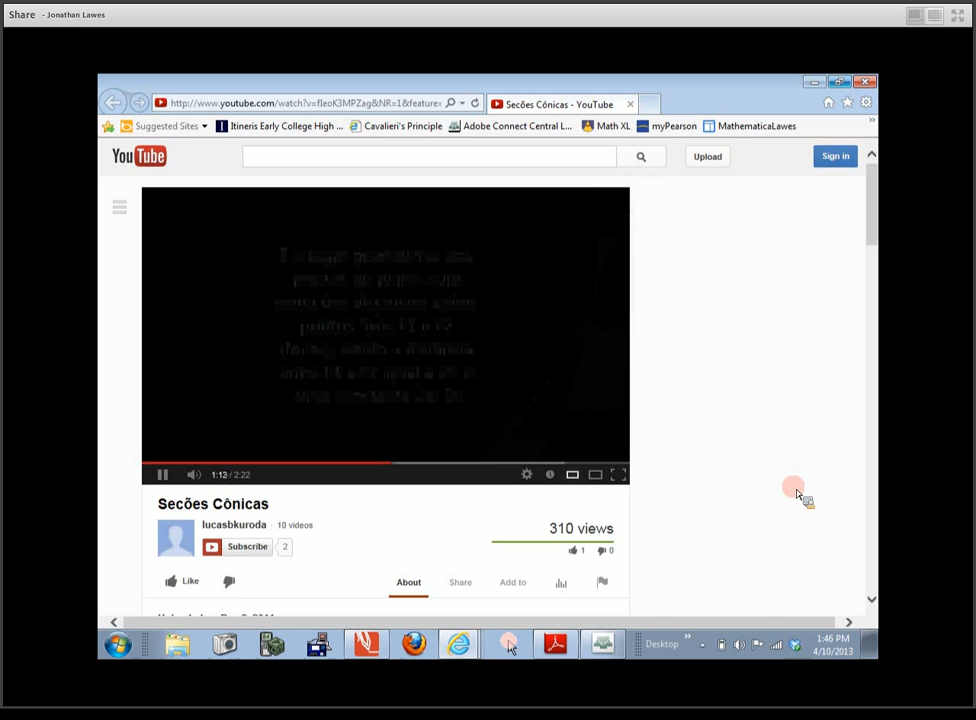 Share - Jonathan Lawes
http://www.youtube.com/watch?v=fIeoK3MPZag&NR=1&feature=
Secões Cônicas - YouTube
Suggested Sites
Itineris Early College High ...
Cavalieri's Principle
Adobe Connect Central L...
Math XL
myPearson
MathematicaLawes
YouTube
Upload
Sign in
1:13 / 2:22
Secões Cônicas
lucasbkuroda · 10 videos
Subscribe
2
310 views
1
0
Like
About
Share
Add to
Desktop
1:46 PM
4/10/2013